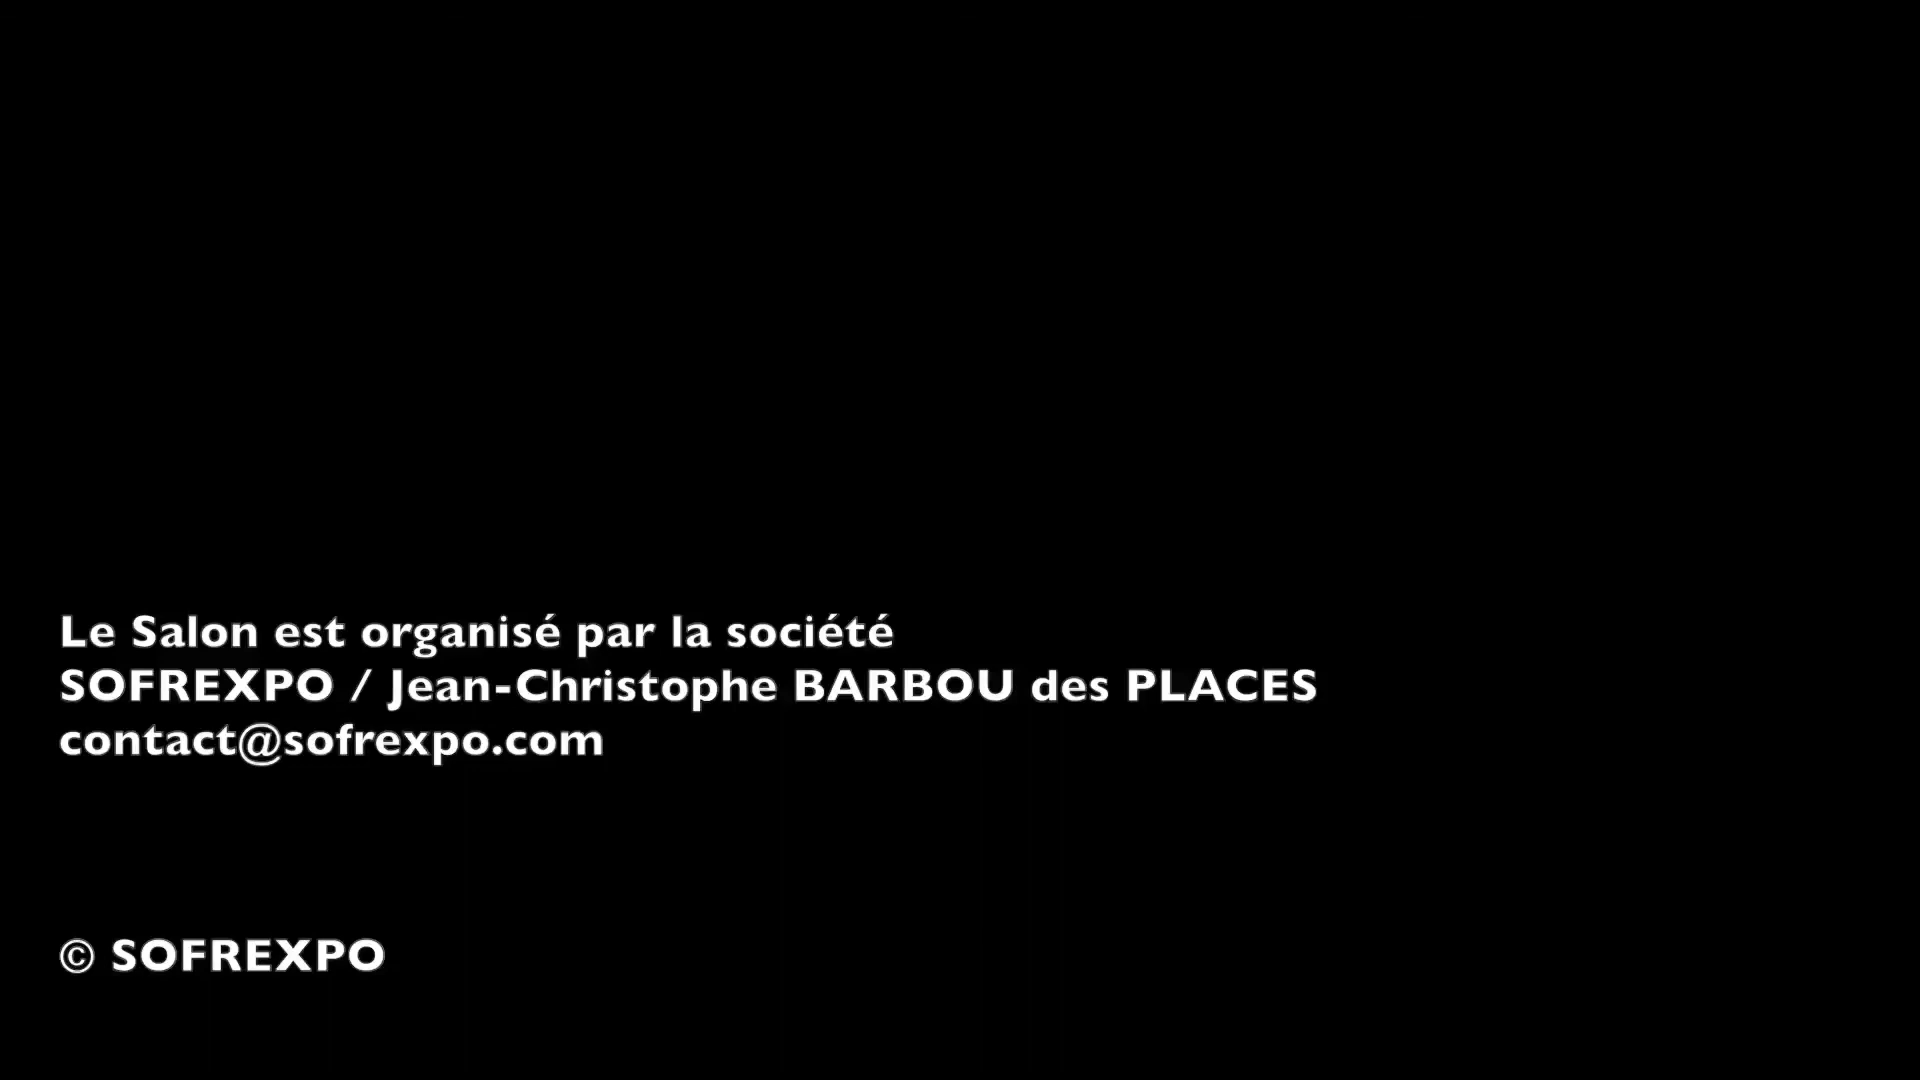 Le Salon est organisé par la société
SOFREXPO / Jean-Christophe BARBOU des PLACES
contact@sofrexpo.com
© SOFREXPO